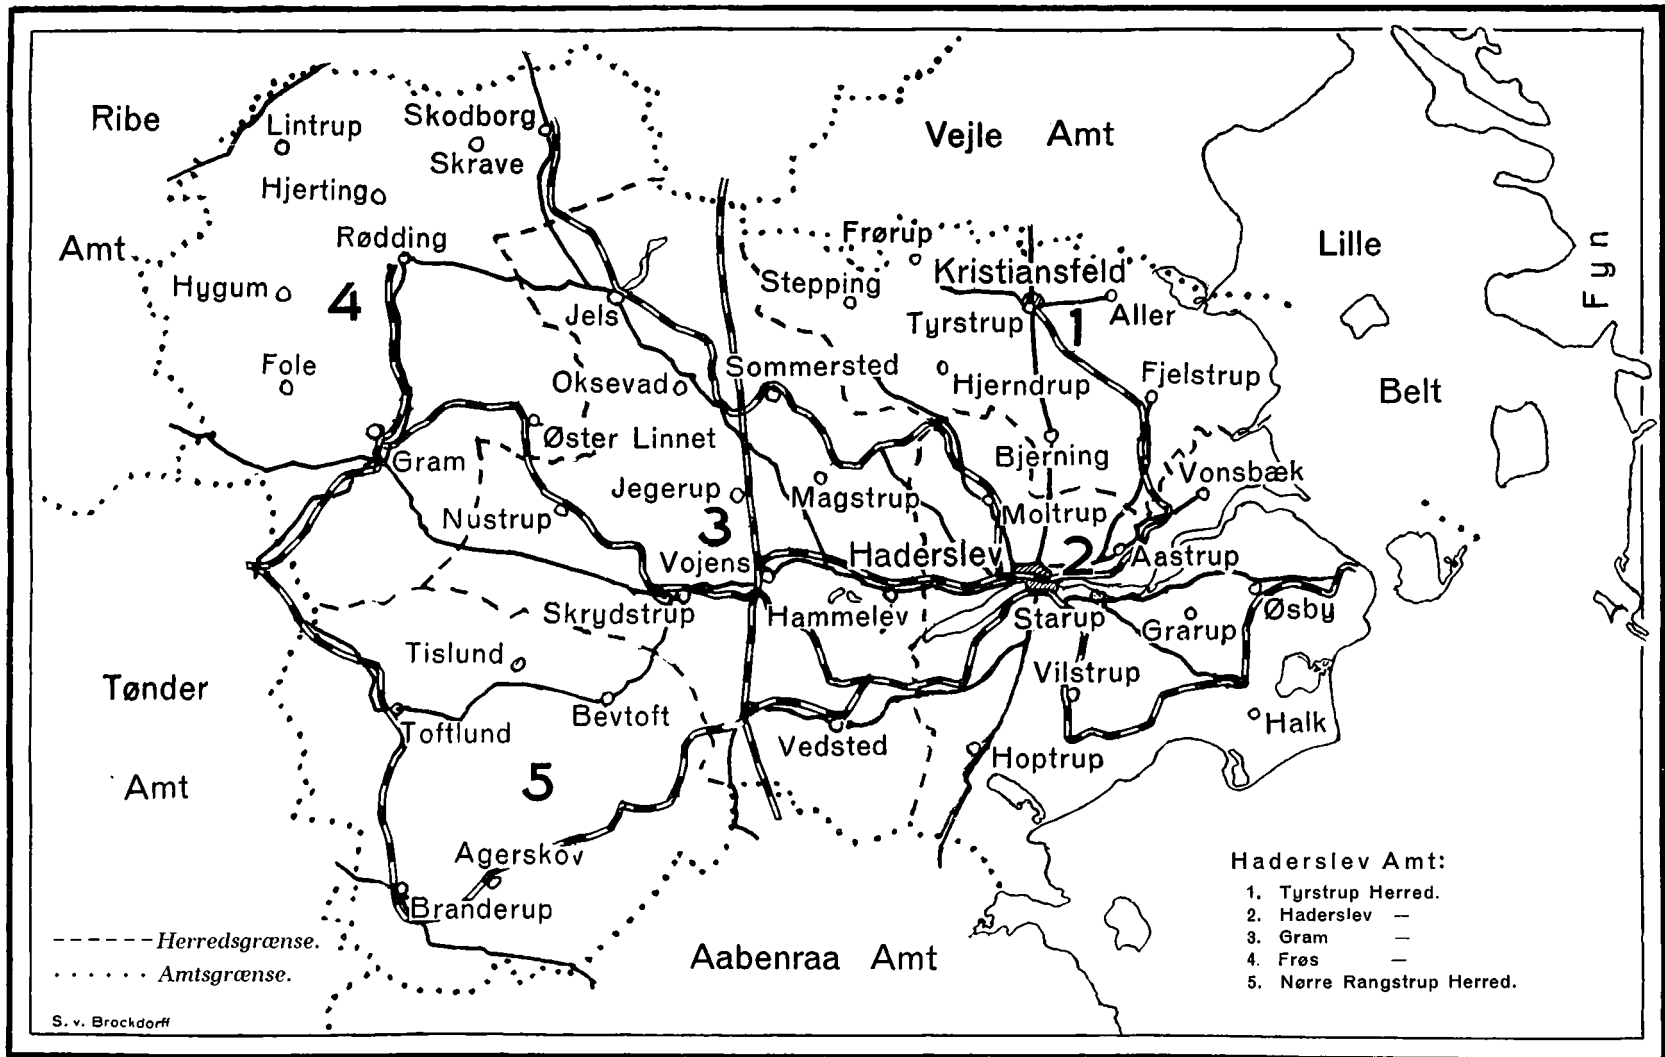 Ribe
Amt
Lintrup
Skodborg
Skrave
Hjerting
Rødding
Hygum
4
Fole
Jels
Vejle Amt
Frørup
Stepping
Kristiansfeld
Tyrstrup
1
Aller
Lille
Belt
Fyn
Oksevad
Sommersted
Hjerndrup
Fjelstrup
Øster Linnet
Gram
Jegerup
Magstrup
Bjerning
Vonsbæk
Nustrup
3
Moltrup
Vojens
Haderslev
2
Aastrup
Skrydstrup
Hammelev
Starup
Grarup
Øsby
Tislund
Vilstrup
Tønder
Amt
Toftlund
Bevtoft
Vedsted
Hoptrup
Halk
5
Agerskov
Branderup
Aabenraa Amt
Herredsgrænse.
Amtsgrænse.
S. v. Brockdorff
Haderslev Amt:
1. Tyrstrup Herred.
2. Haderslev —
3. Gram —
4. Frøs —
5. Nørre Rangstrup Herred.